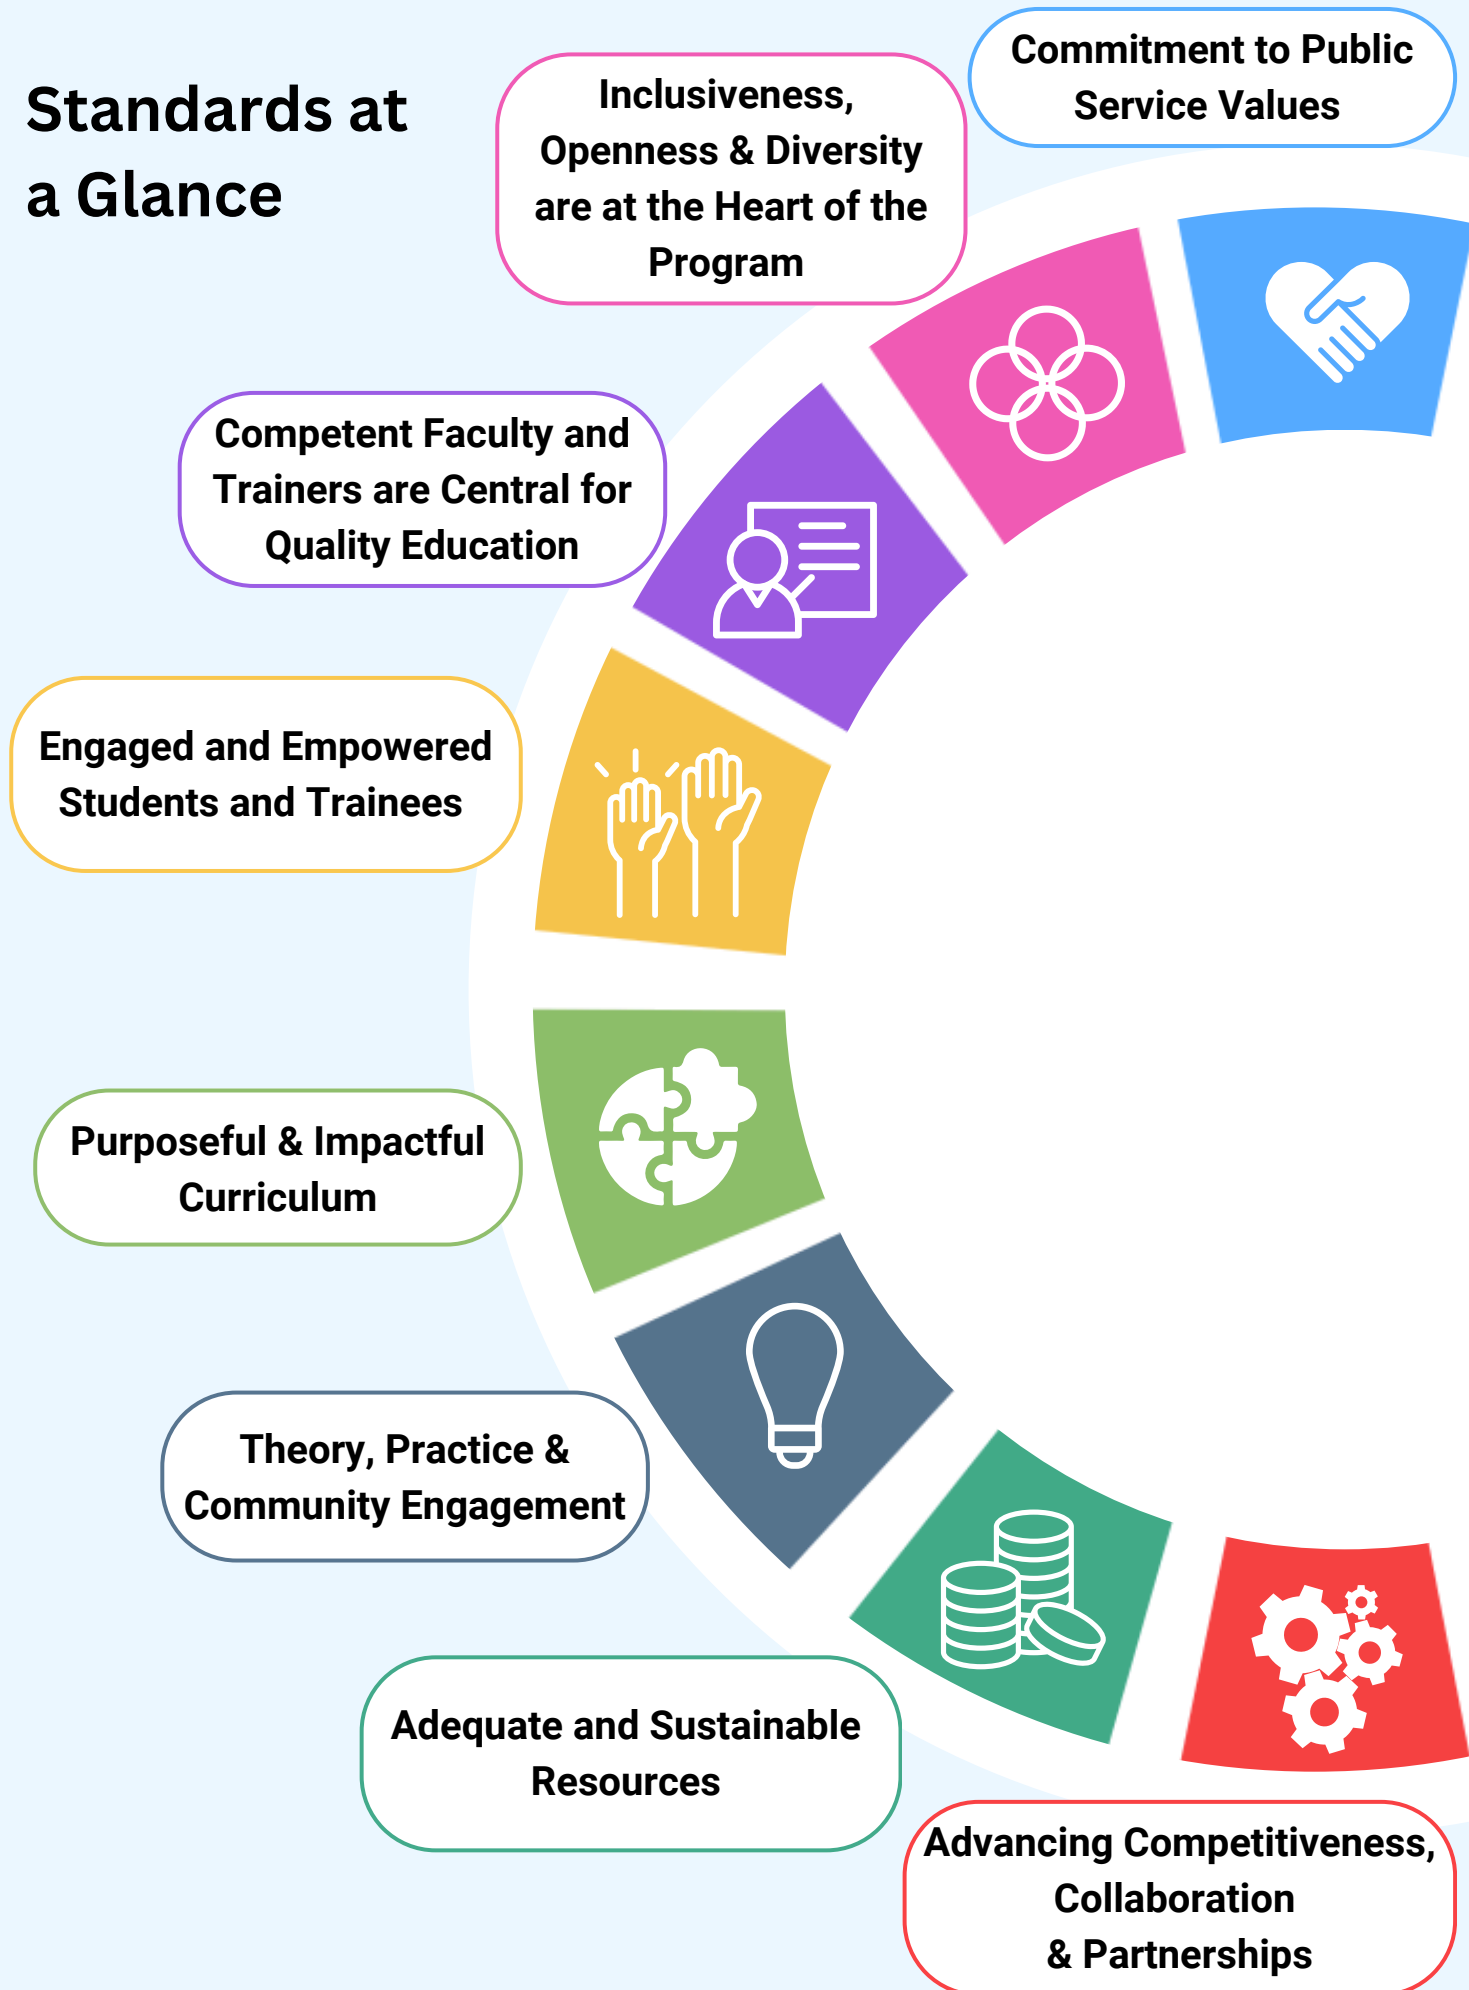 Standards at
a Glance
Commitment to Public
Service Values
Inclusiveness,
Openness & Diversity
are at the Heart of the
Program
Competent Faculty and
Trainers are Central for
Quality Education
Engaged and Empowered
Students and Trainees
Purposeful & Impactful
Curriculum
Theory, Practice &
Community Engagement
Adequate and Sustainable
Resources
Advancing Competitiveness,
Collaboration
& Partnerships